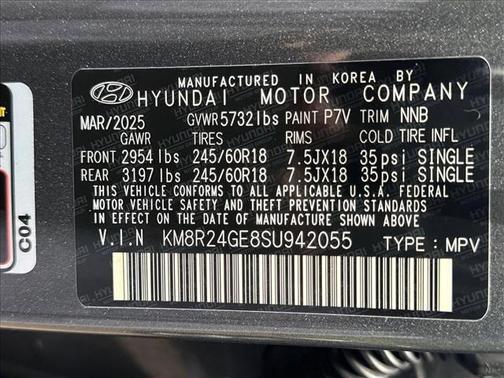 MANUFACTURED IN KOREA BY
HYUNDAI MOTOR COMPANY
MAR/2025 GVWR 5732lbs PAINT P7V TRIM NNB
GAWR TIRES RIMS COLD TIRE INFL
FRONT 2954 lbs 245/60R18 7.5JX18 35psi SINGLE
REAR 3197 lbs 245/60R18 7.5JX18 35psi SINGLE
THIS VEHICLE CONFORMS TO ALL APPLICABLE U.S.A. FEDERAL
MOTOR VEHICLE SAFETY AND THEFT PREVENTION STANDARDS
IN EFFECT ON THE DATE OF MANUFACTURE SHOWN ABOVE.
V.I.N KM8R24GE8SU942055 TYPE : MPV
C04